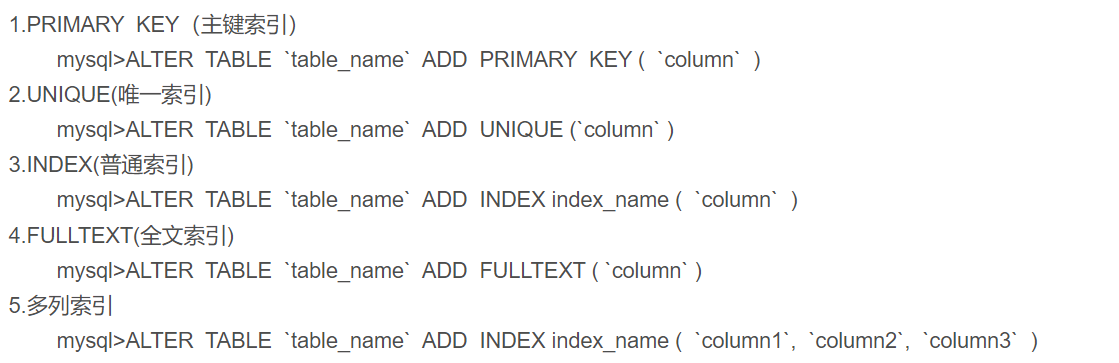 1.PRIMARY  KEY（主键索引）
mysql>ALTER  TABLE  `table_name`  ADD  PRIMARY  KEY (  `column`  )
2.UNIQUE(唯一索引)
mysql>ALTER  TABLE  `table_name`  ADD  UNIQUE (`column` )
3.INDEX(普通索引)
mysql>ALTER  TABLE  `table_name`  ADD  INDEX index_name (  `column`  )
4.FULLTEXT(全文索引)
mysql>ALTER  TABLE  `table_name`  ADD  FULLTEXT ( `column` )
5.多列索引
mysql>ALTER  TABLE  `table_name`  ADD  INDEX index_name (  `column1`,  `column2`,  `column3`  )